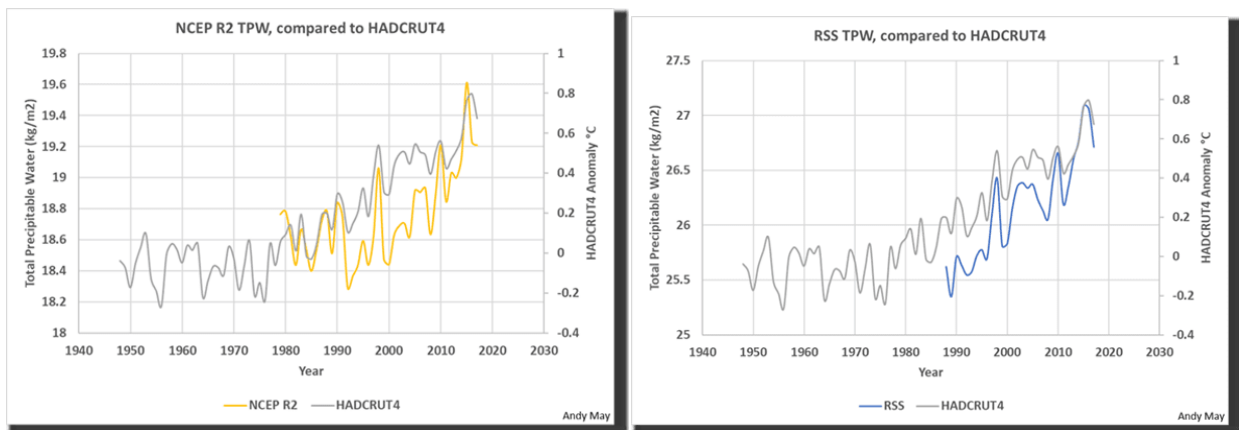 NCEP R2 TPW, compared to HADCRUT4
19.8
19.6
19.4
19.2
19
18.8
18.6
18.4
18.2
18
Total Precipitable Water (kg/m2)
1
0.8
0.6
0.4
0.2
0
-0.2
-0.4
HADCRUT4 Anomaly °C
1940 1950 1960 1970 1980 1990 2000 2010 2020 2030
Year
NCEP R2 HADCRUT4
Andy May
RSS TPW, compared to HADCRUT4
27.5
27
26.5
26
25.5
25
Total Precipitable Water (kg/m2)
1
0.8
0.6
0.4
0.2
0
-0.2
-0.4
HADCRUT4 Anomaly °C
1940 1950 1960 1970 1980 1990 2000 2010 2020 2030
Year
RSS HADCRUT4
Andy May